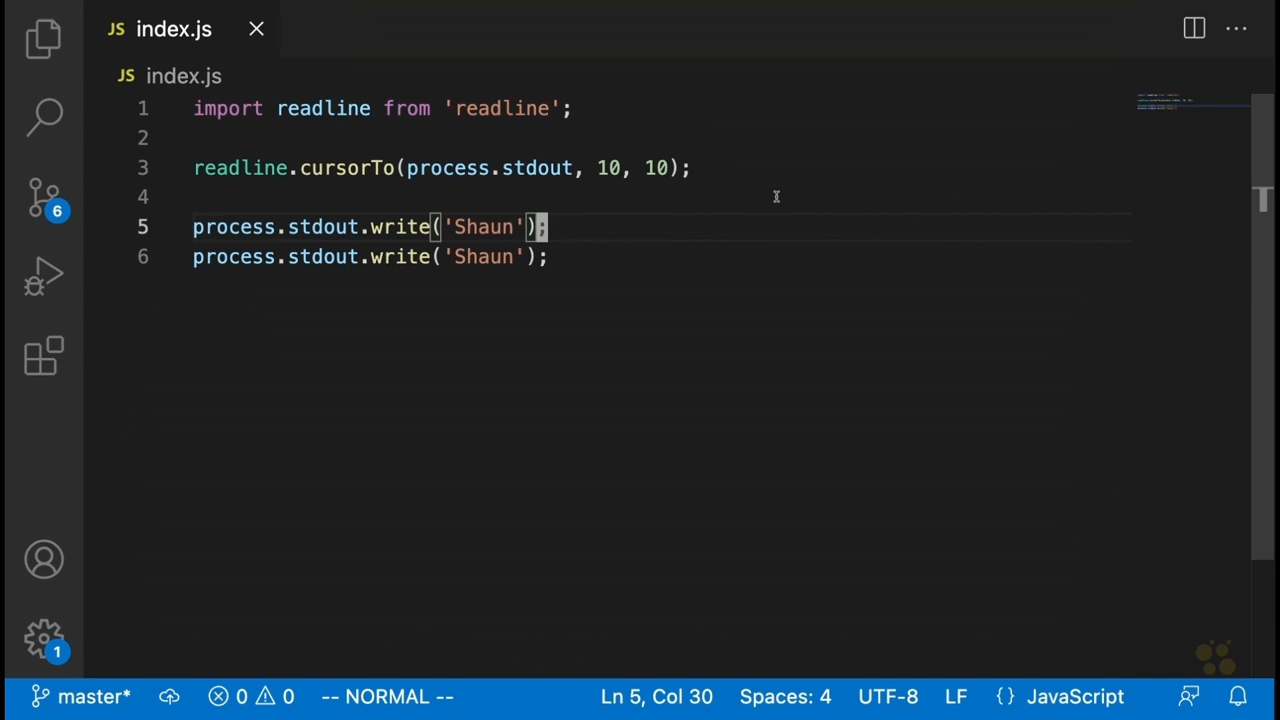 JS index.js
JS index.js
1 import readline from 'readline';
2
3 readline.cursorTo(process.stdout, 10, 10);
4
5 process.stdout.write('Shaun');
6 process.stdout.write('Shaun');
6
1
master* 0 0 -- NORMAL -- Ln 5, Col 30 Spaces: 4 UTF-8 LF {} JavaScript